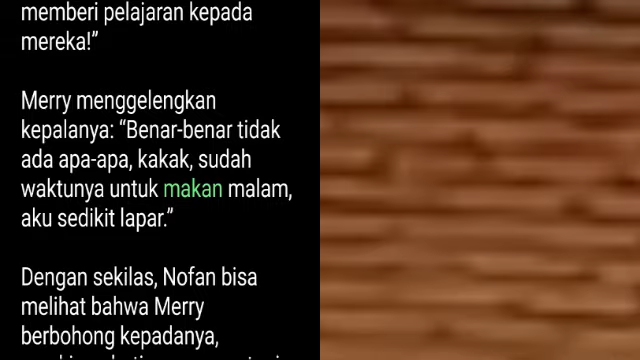 memberi pelajaran kepada
mereka!”
Merry menggelengkan
kepalanya: “Benar-benar tidak
ada apa-apa, kakak, sudah
waktunya untuk makan malam,
aku sedikit lapar.”
Dengan sekilas, Nofan bisa
melihat bahwa Merry
berbohong kepadanya,